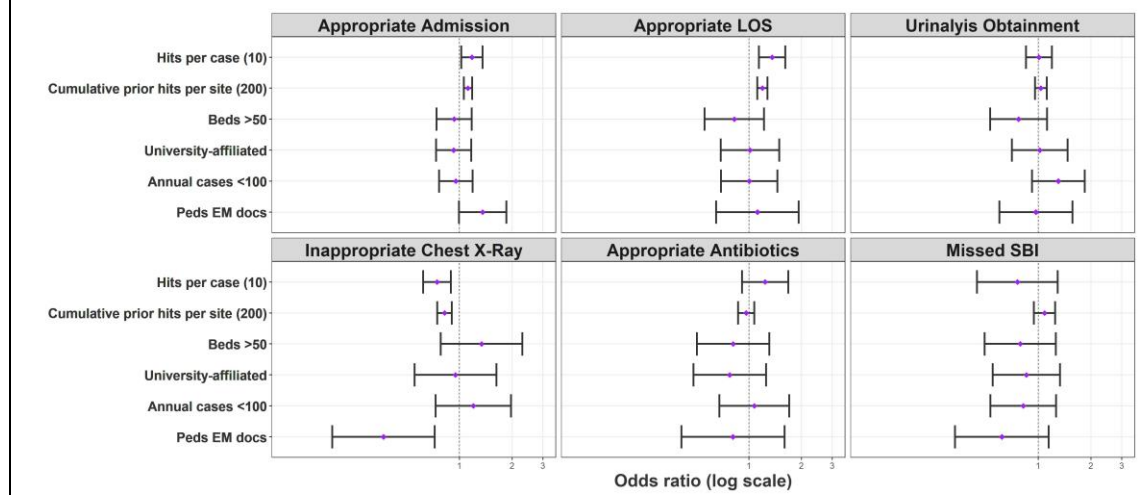 Appropriate Admission
Appropriate LOS
Urinalyis Obtainment
Hits per case (10)
Cumulative prior hits per site (200)
Beds >50
University-affiliated
Annual cases <100
Peds EM docs
Inappropriate Chest X-Ray
Appropriate Antibiotics
Missed SBI
Hits per case (10)
Cumulative prior hits per site (200)
Beds >50
University-affiliated
Annual cases <100
Peds EM docs
1 2 3
1 2 3
1 2 3
Odds ratio (log scale)